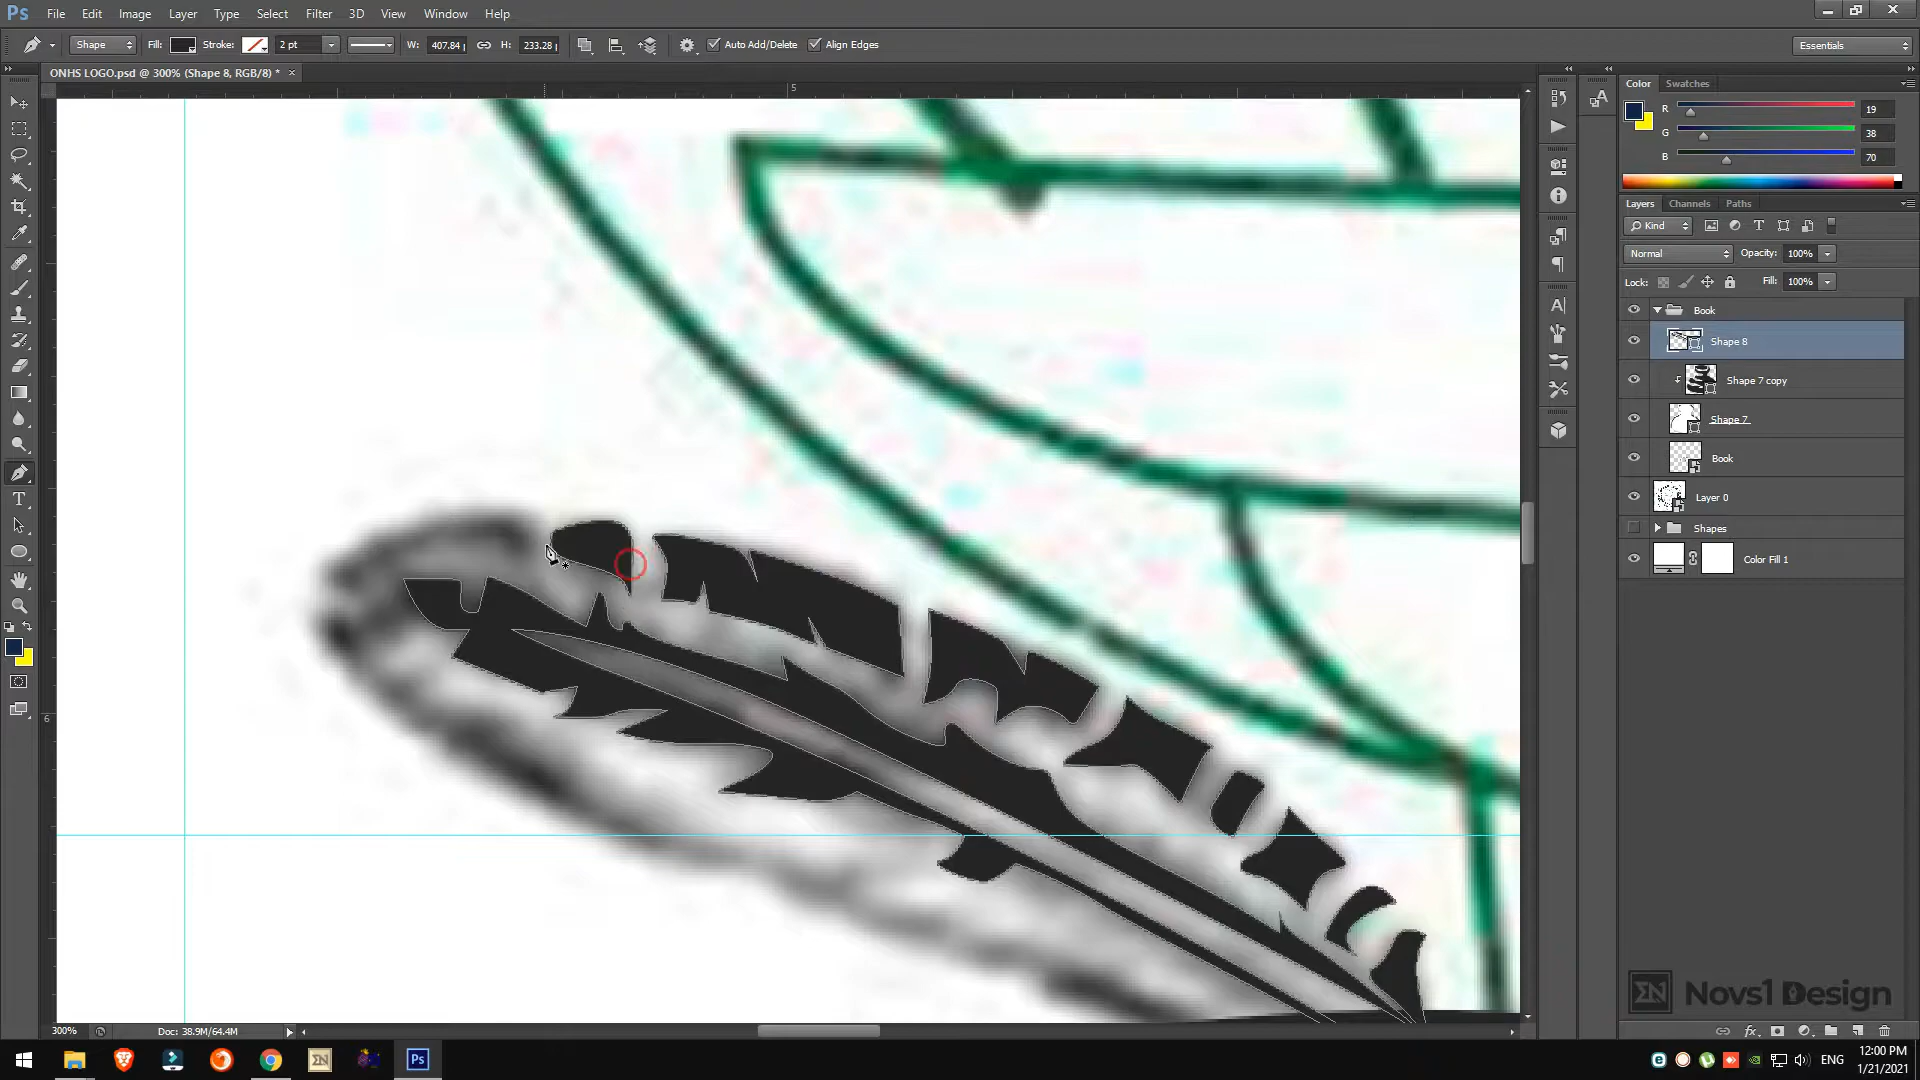 Ps File Edit Image Layer Type Select Filter 3D View Window Help
Shape Fill: Stroke: 2 pt W: 407.84 H: 233.28 Auto Add/Delete Align Edges Essentials
ONHS LOGO.psd @ 300% (Shape 8, RGB/8) * ×
5
6
Color Swatches
R 19
G 38
B 70
Layers Channels Paths
Kind
Normal Opacity: 100%
Lock: Fill: 100%
Book
Shape 8
Shape 7 copy
Shape 7
Book
Layer 0
Shapes
Color Fill 1
Novs1 Design
300% Doc: 38.9M/64.4M
ENG
12:00 PM
1/21/2021